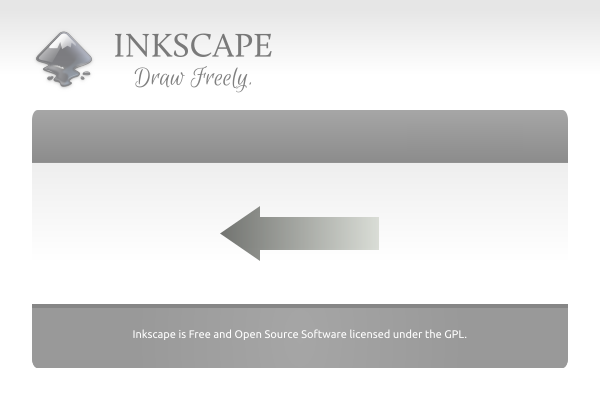 INKSCAPE
Draw Freely.
Inkscape is Free and Open Source Software licensed under the GPL.